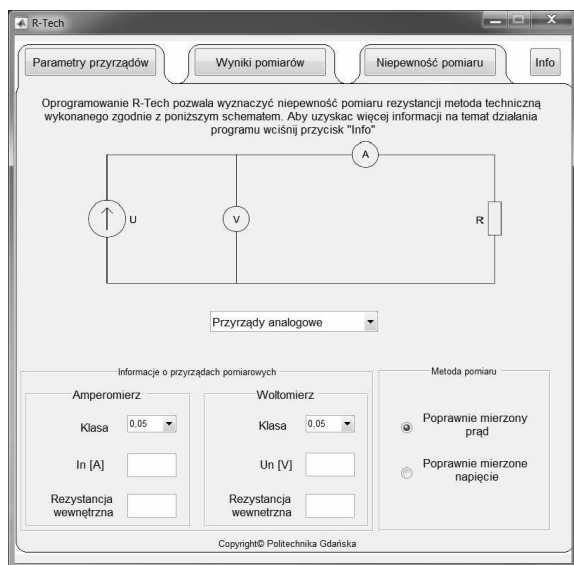 R-Tech
Parametry przyrządów
Wyniki pomiarów
Niepewność pomiaru
Info
Oprogramowanie R-Tech pozwala wyznaczyć niepewność pomiaru rezystancji metoda techniczną
wykonanego zgodnie z poniższym schematem. Aby uzyskac więcej informacji na temat działania
programu wciśnij przycisk "Info"
A
U
V
R
Przyrządy analogowe
Informacje o przyrządach pomiarowych
Amperomierz
Klasa 0,05
In [A]
Rezystancja
wewnętrzna
Woltomierz
Klasa 0,05
Un [V]
Rezystancja
wewnętrzna
Metoda pomiaru
Poprawnie mierzony
prąd
Poprawnie mierzone
napięcie
Copyright© Politechnika Gdańska